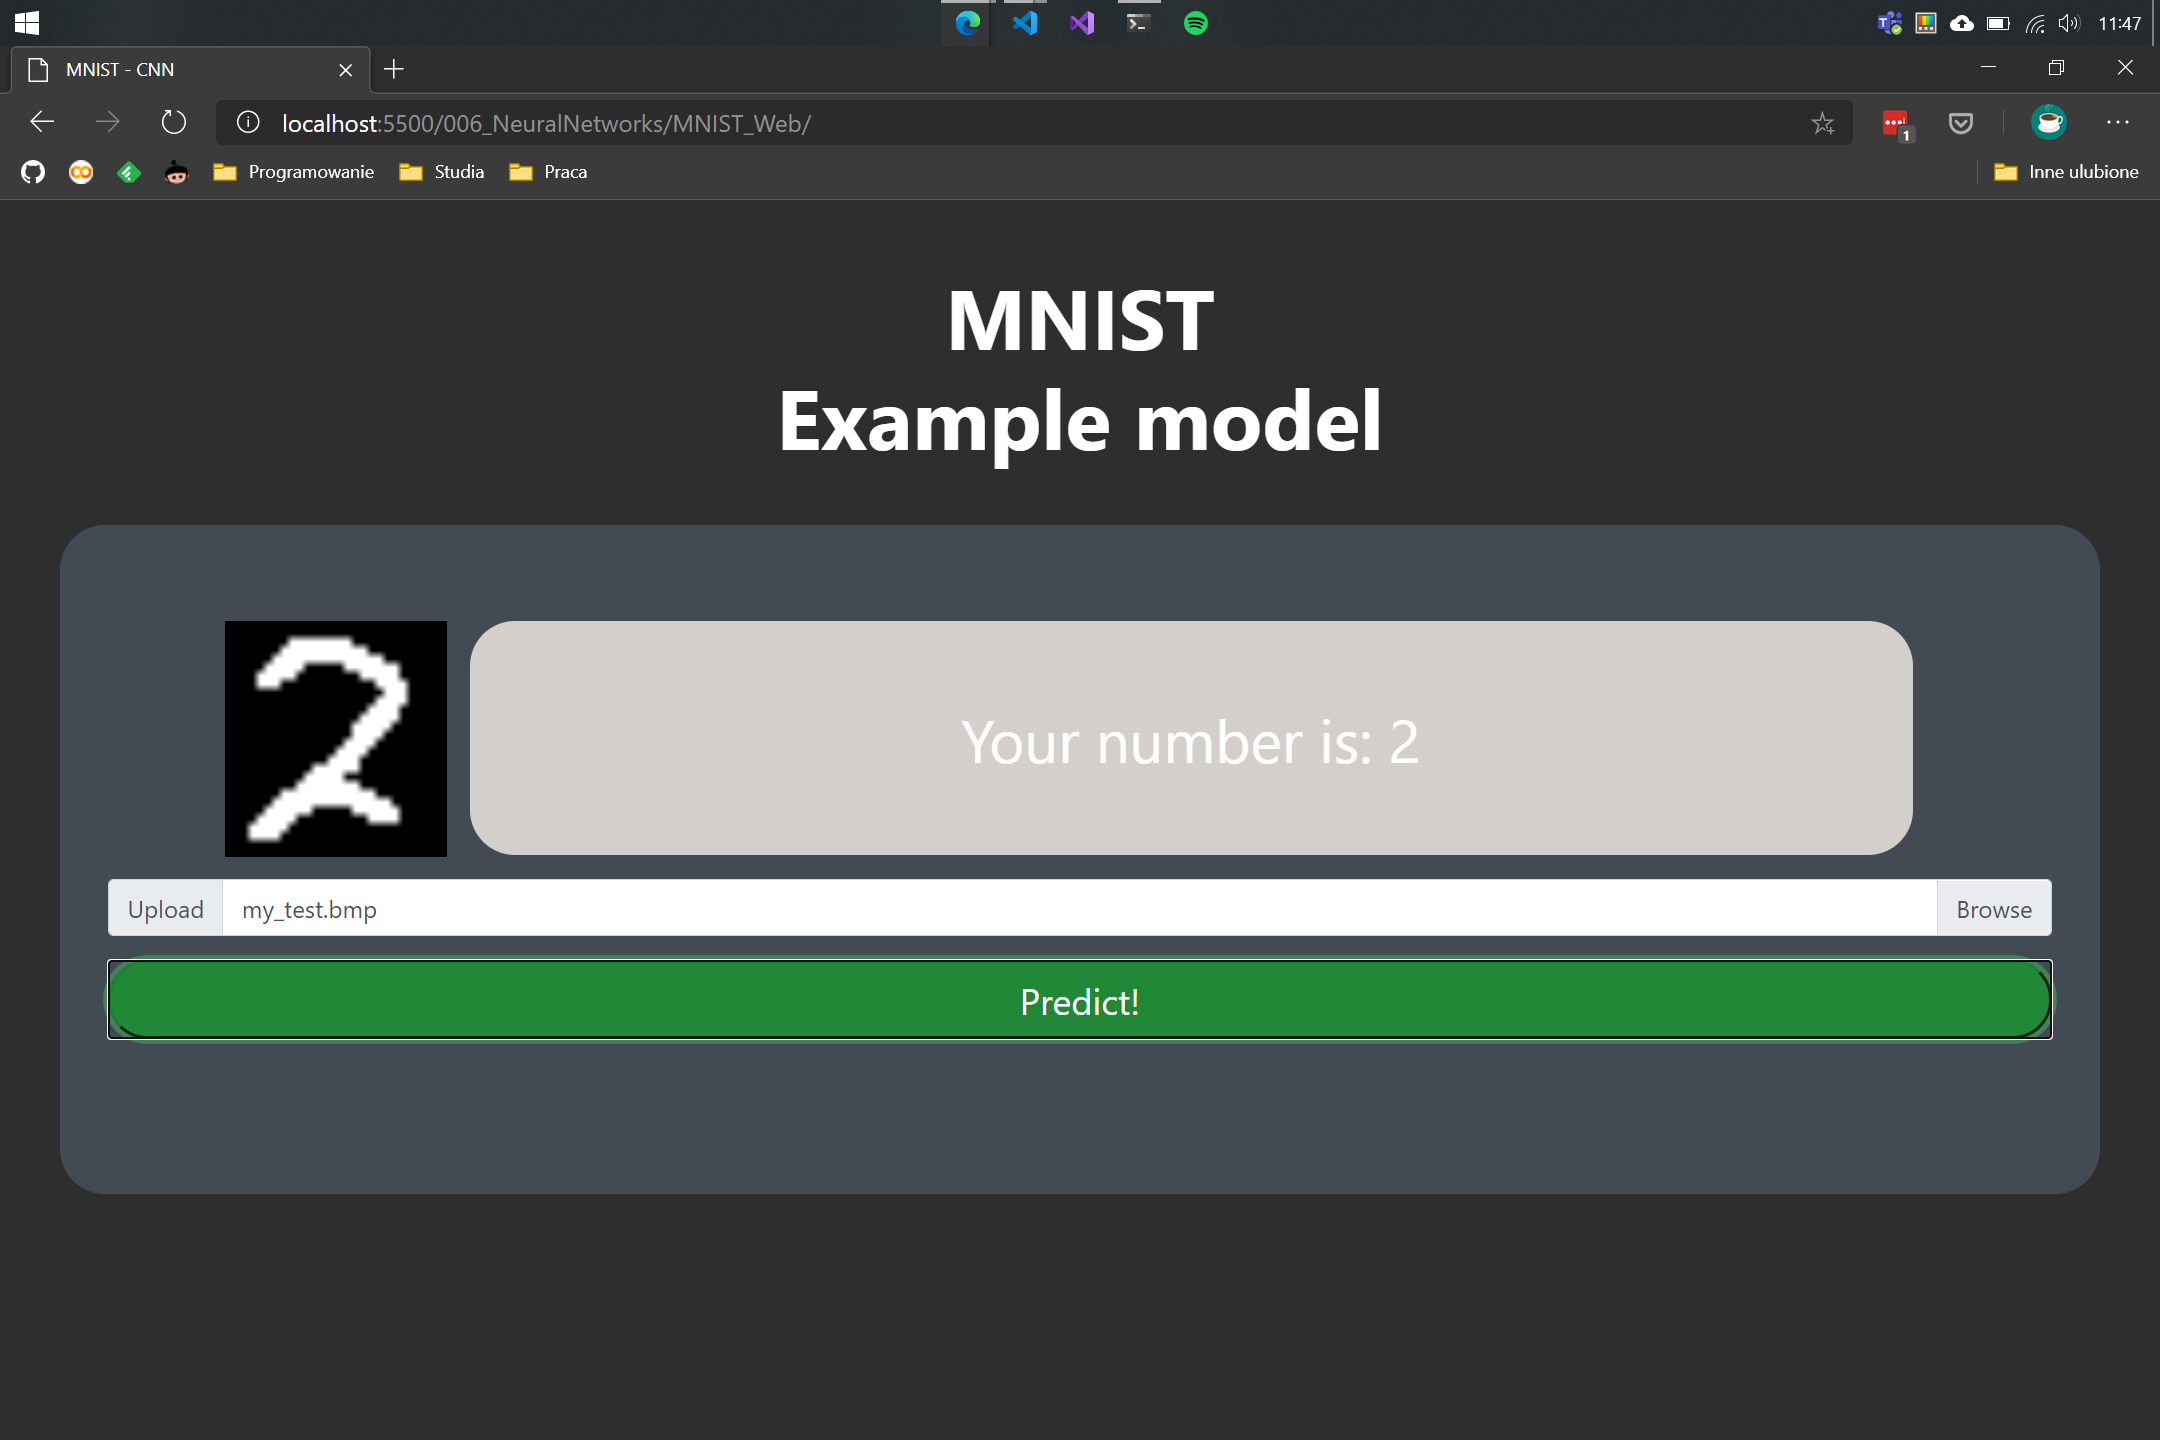 11:47
MNIST - CNN
localhost:5500/006_NeuralNetworks/MNIST_Web/
1
Programowanie
Studia
Praca
Inne ulubione
MNIST
Example model
2
Your number is: 2
Upload
my_test.bmp
Browse
Predict!